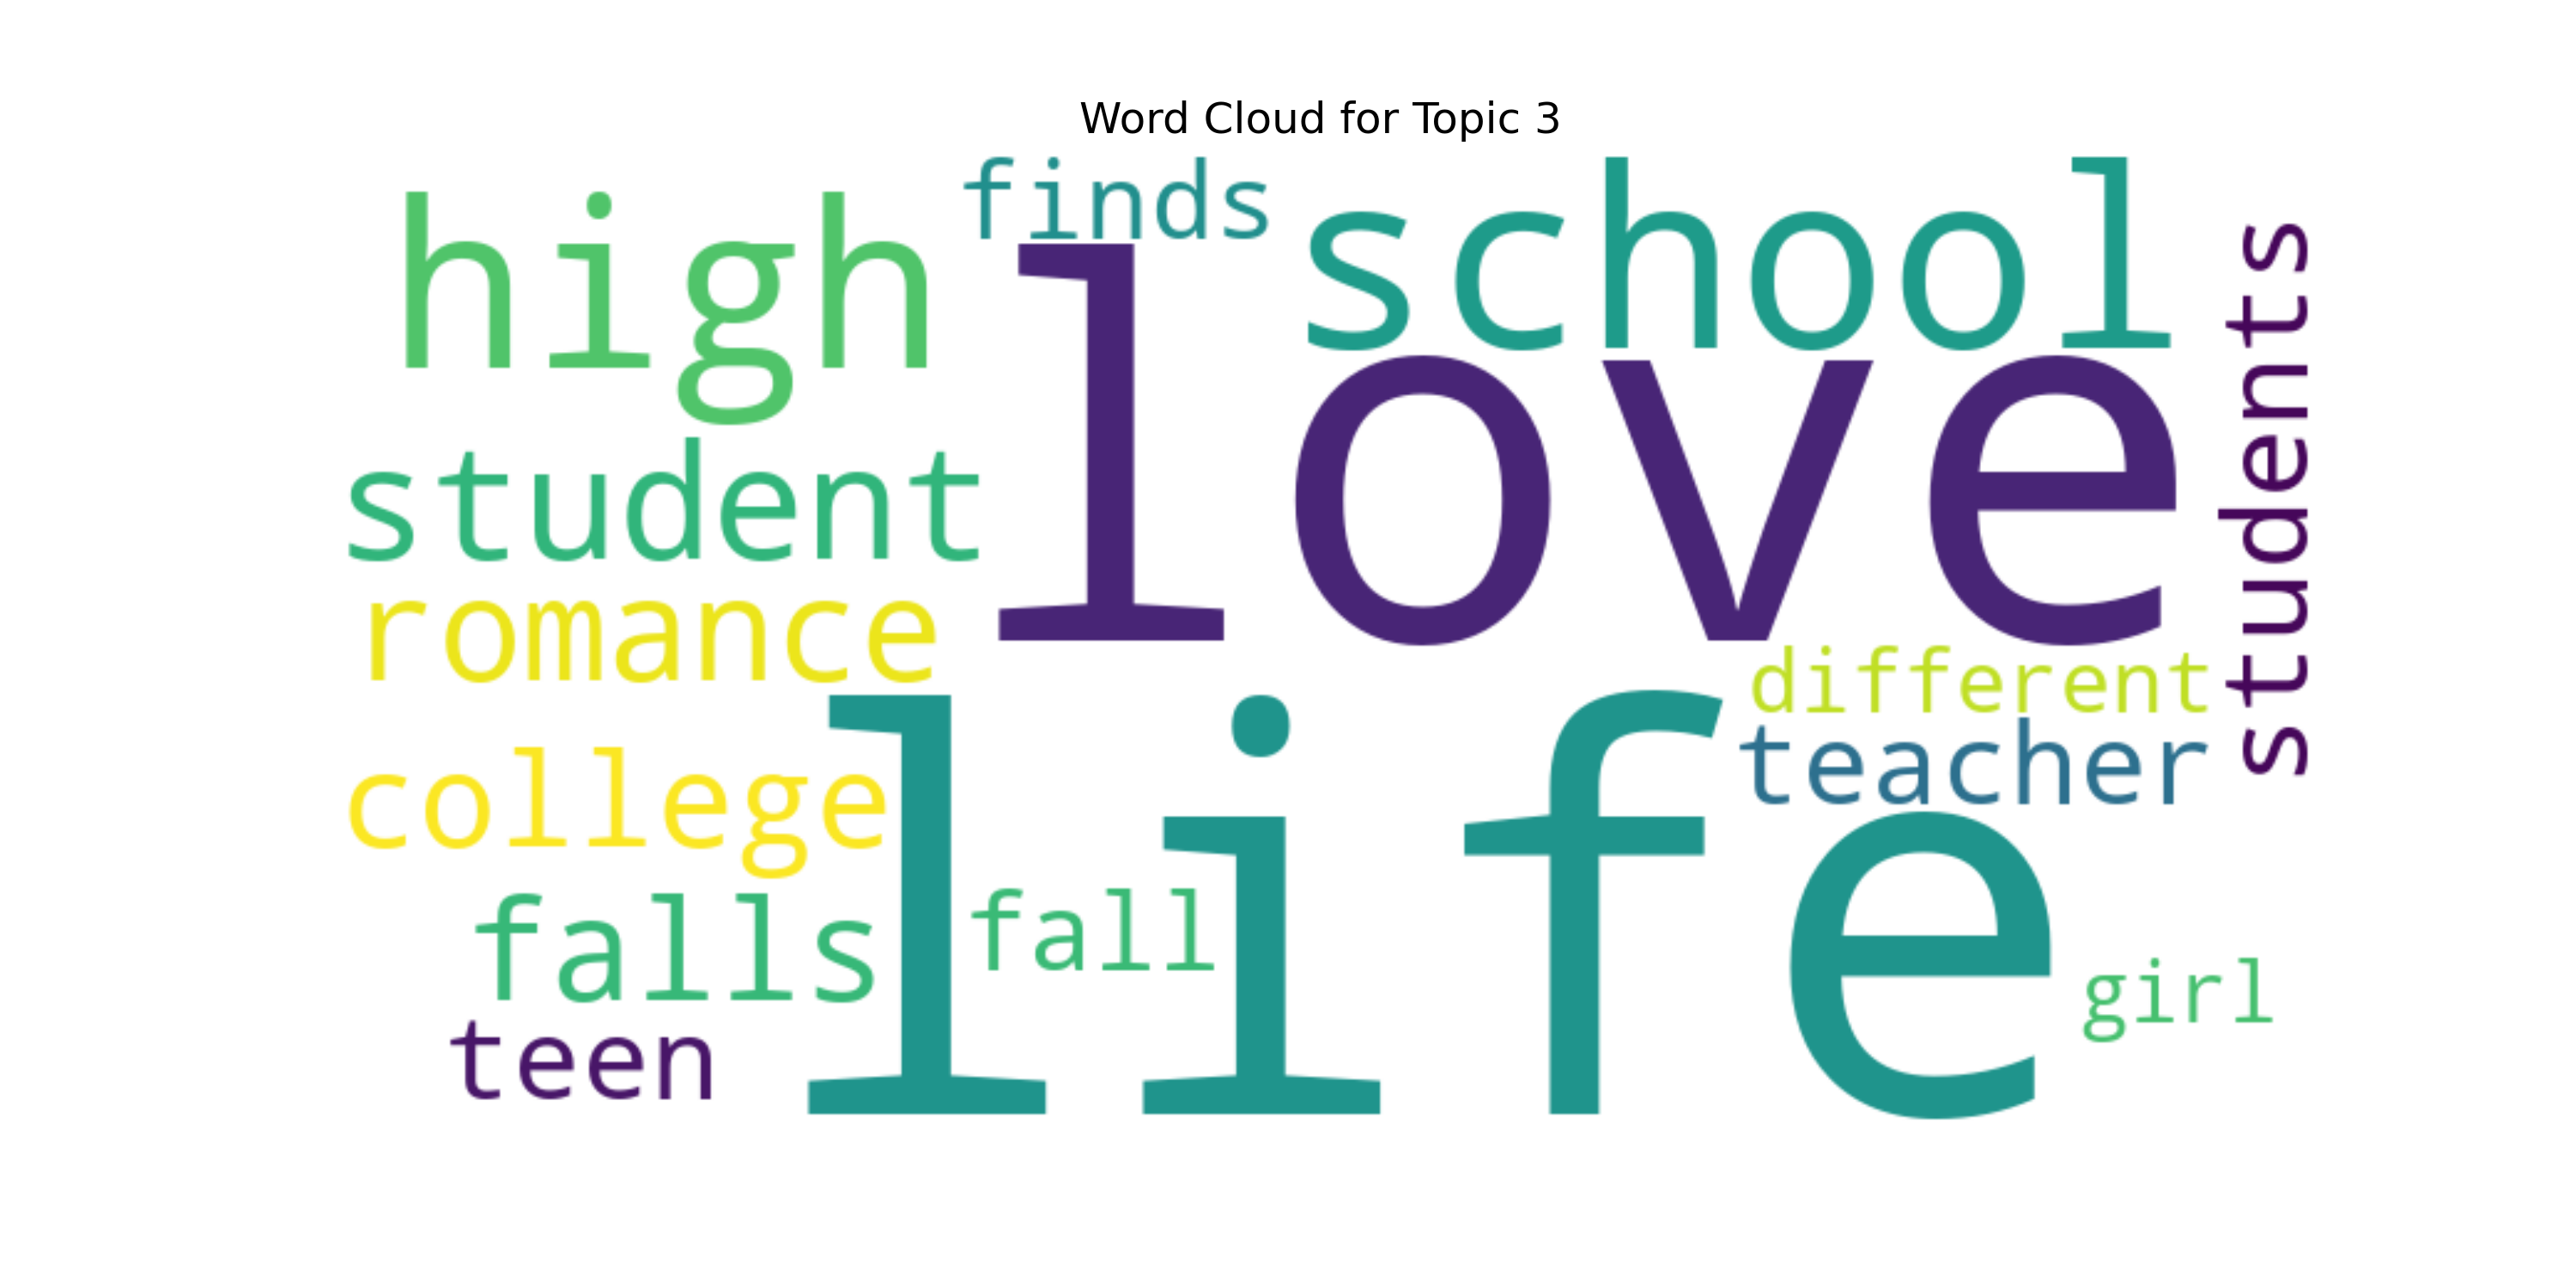 Word Cloud for Topic 3
finds
high
school
love
students
student
romance
different
life
teacher
college
falls
fall
girl
teen